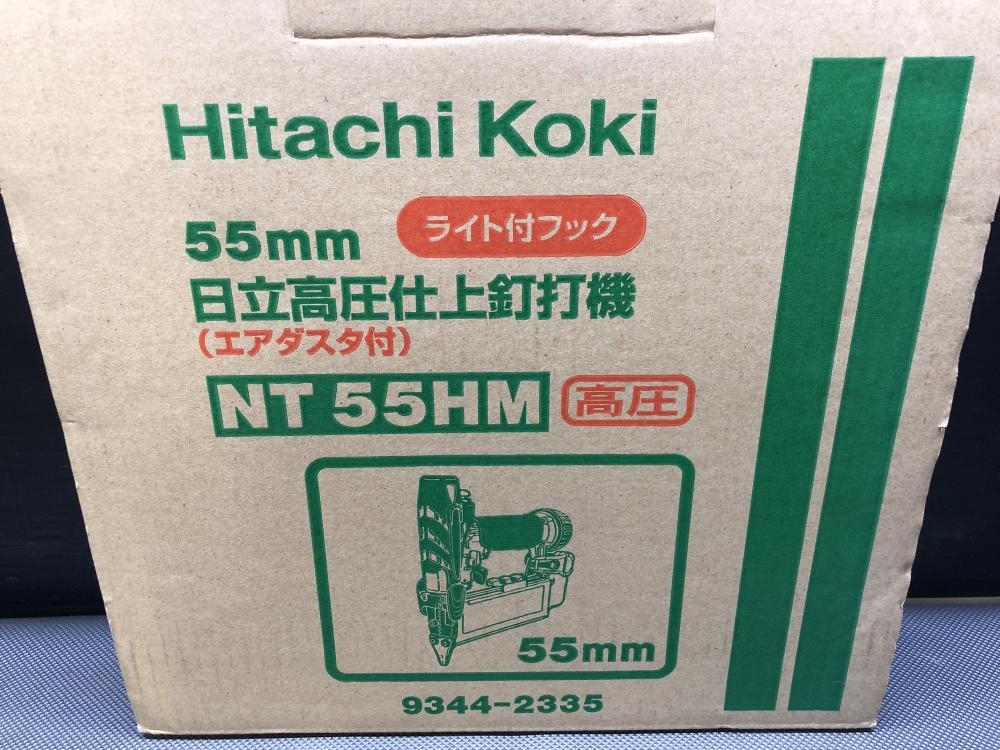 Hitachi Koki
55mm ライト付フック
日立高圧仕上釘打機
(エアダスタ付)
NT 55HM 高圧
55mm
9344-2335